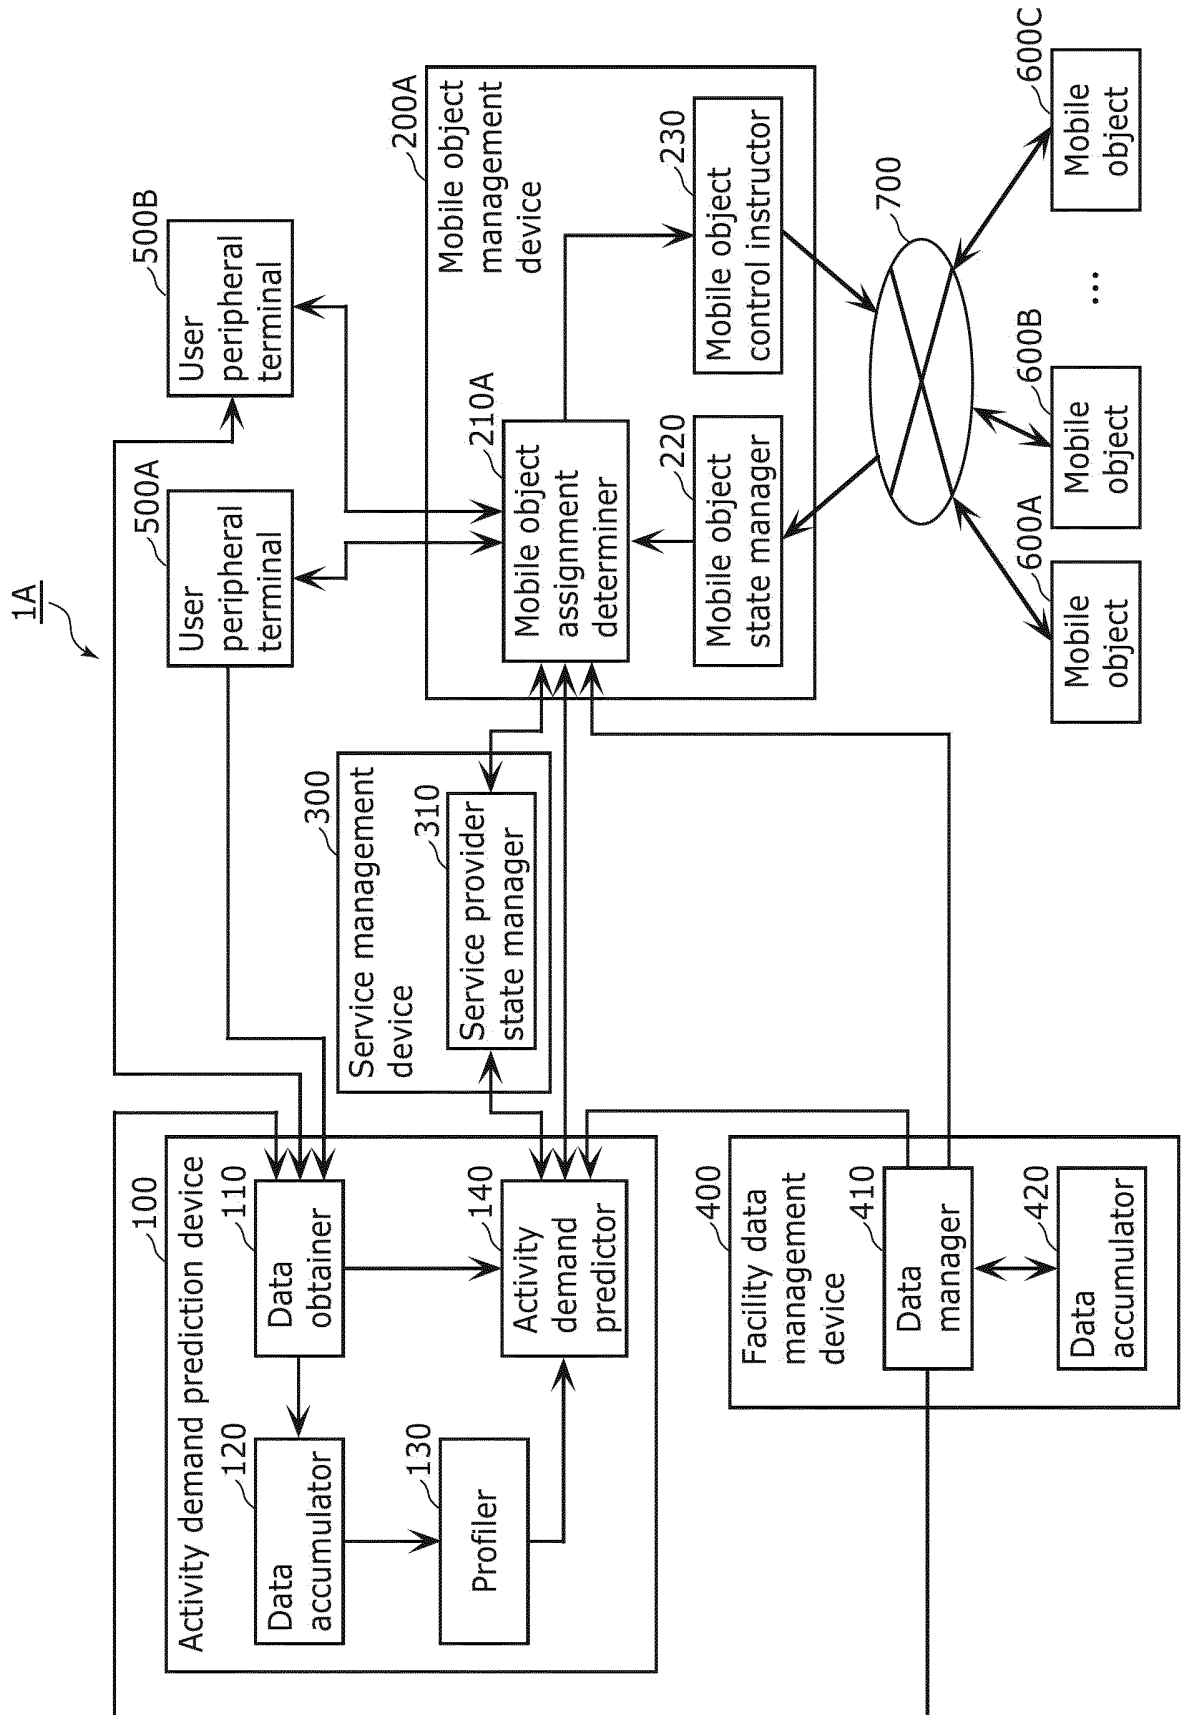 1A
100
Activity demand prediction device
110
Data
obtainer
120
Data
accumulator
130
Profiler
140
Activity
demand
predictor
300
Service management
device
310
Service provider
state manager
400
Facility data
management
device
410
Data
manager
420
Data
accumulator
500A
User
peripheral
terminal
500B
User
peripheral
terminal
200A
Mobile object
management
device
210A
Mobile object
assignment
determiner
220
Mobile object
state manager
230
Mobile object
control instructor
700
600A
Mobile
object
600B
Mobile
object
...
600C
Mobile
object